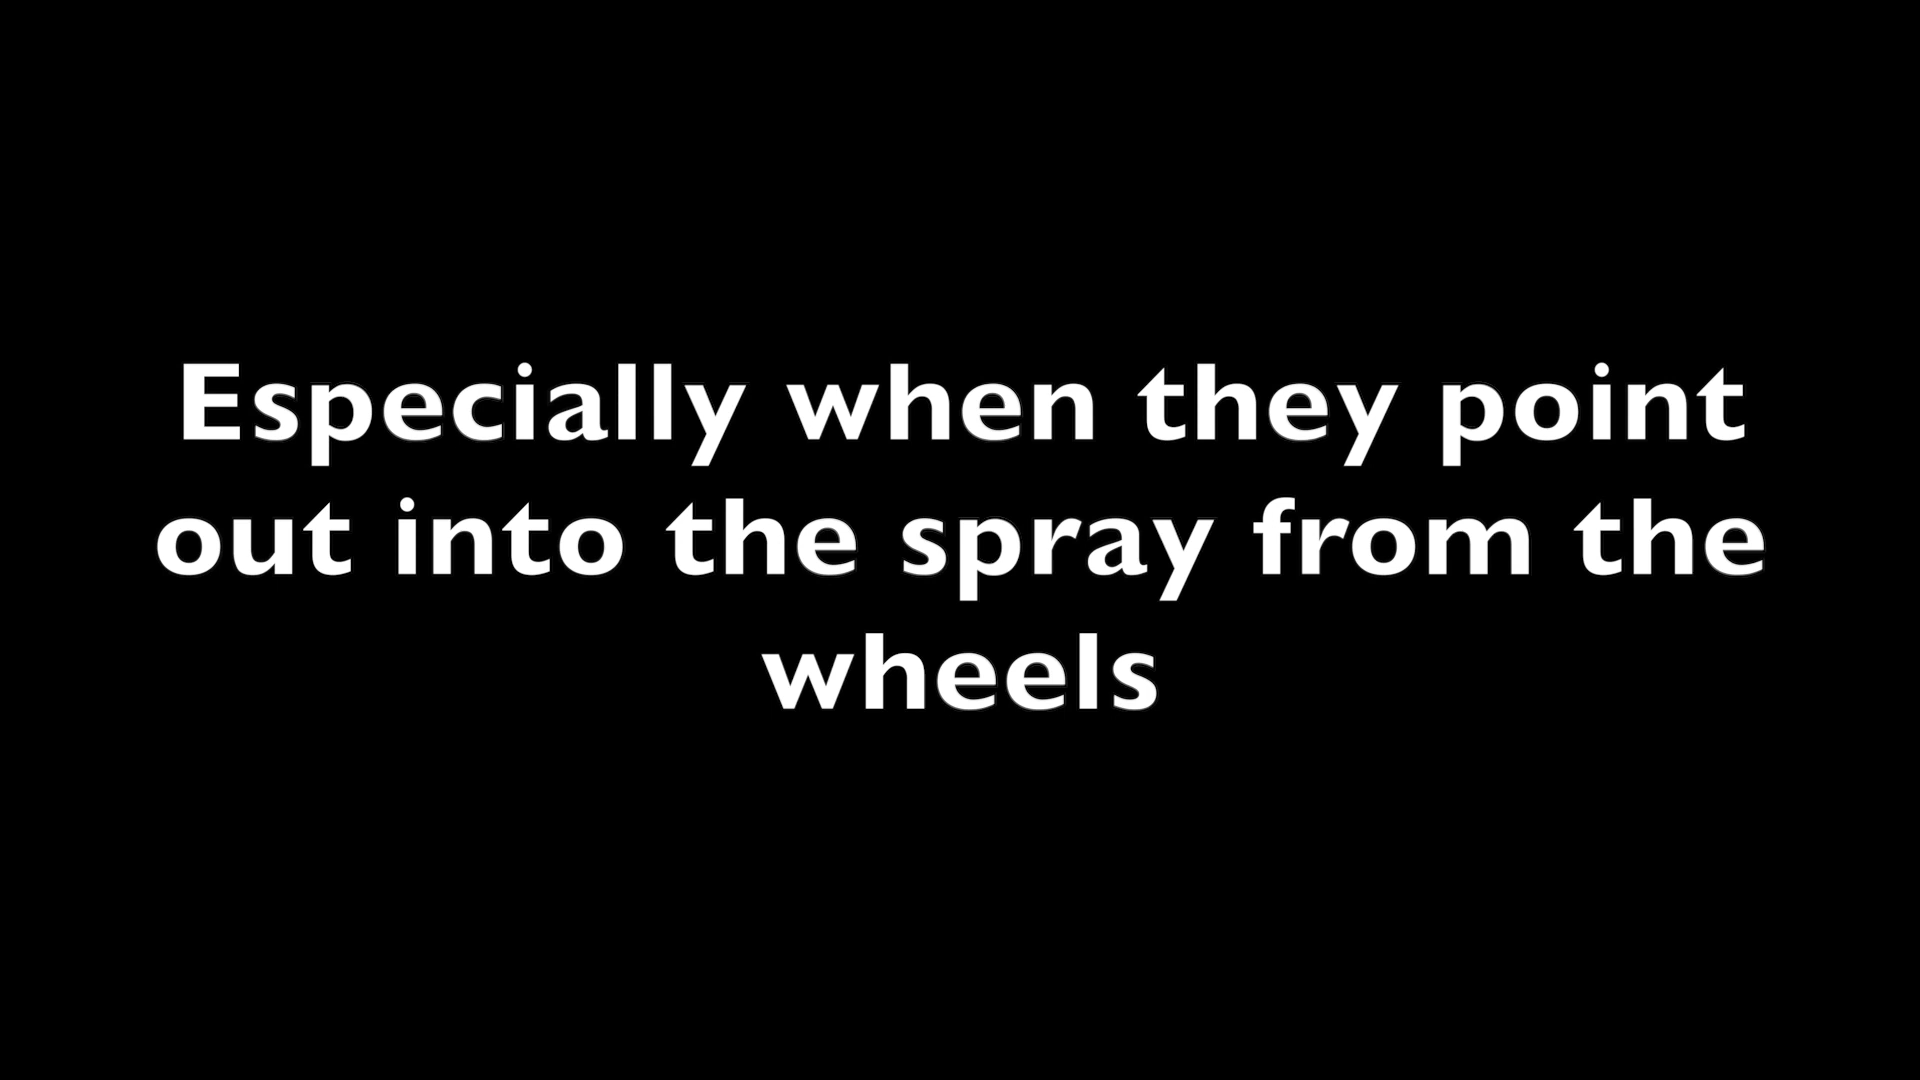 Especially when they point
out into the spray from the
wheels